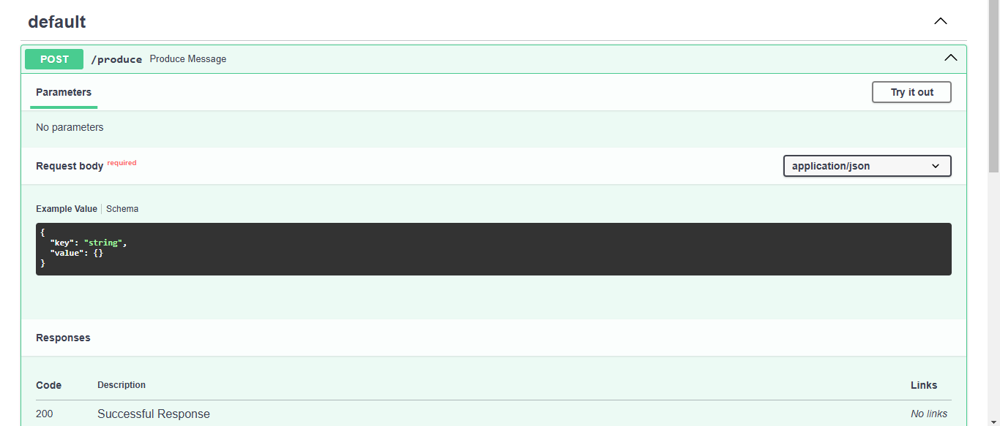 default
POST /produce Produce Message
Parameters Try it out
No parameters
Request body required application/json
Example Value Schema
{
"key": "string",
"value": {}
}
Responses
Code Description Links
200 Successful Response No links